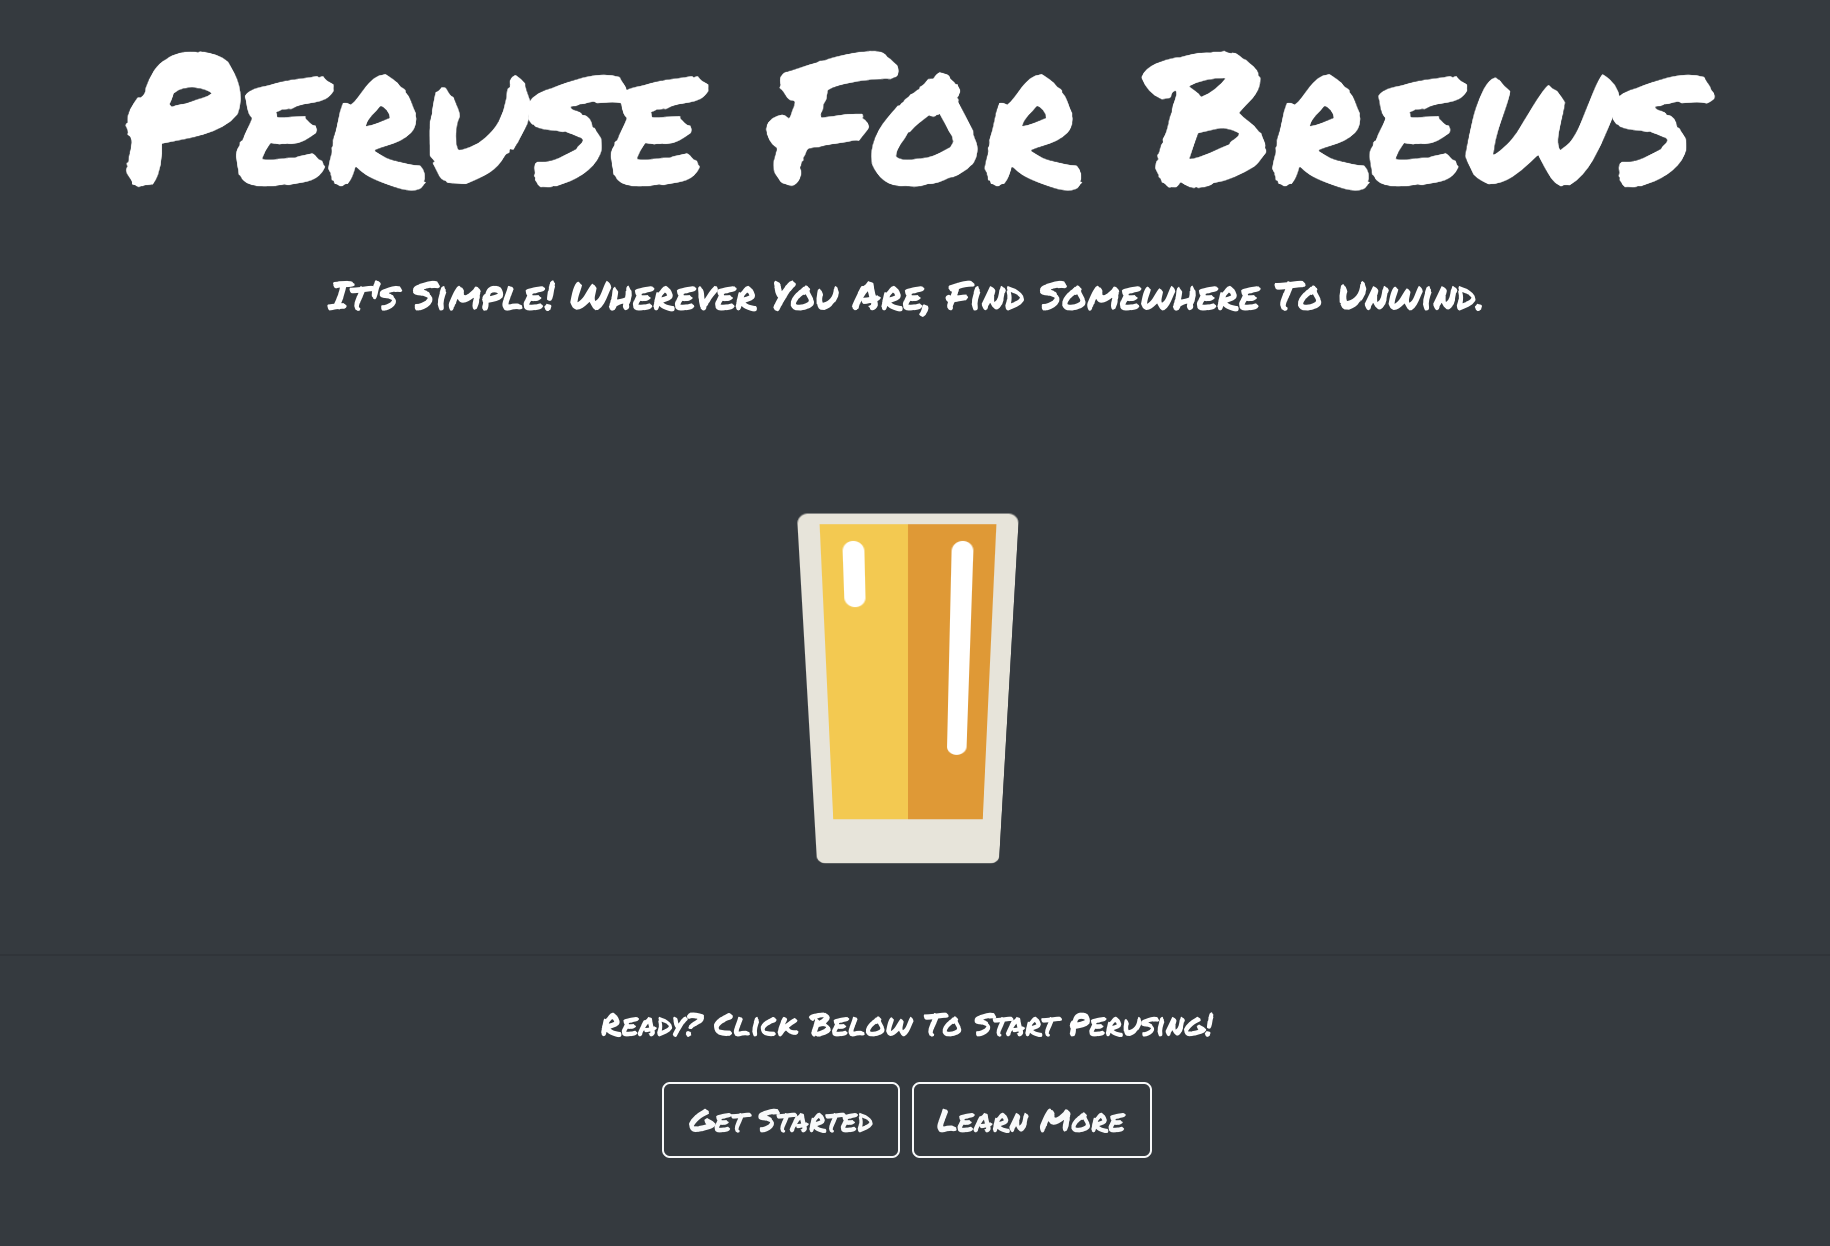 Peruse For Brews
It's Simple! Wherever You Are, Find Somewhere To Unwind.
Ready? Click Below To Start Perusing!
Get Started
Learn More